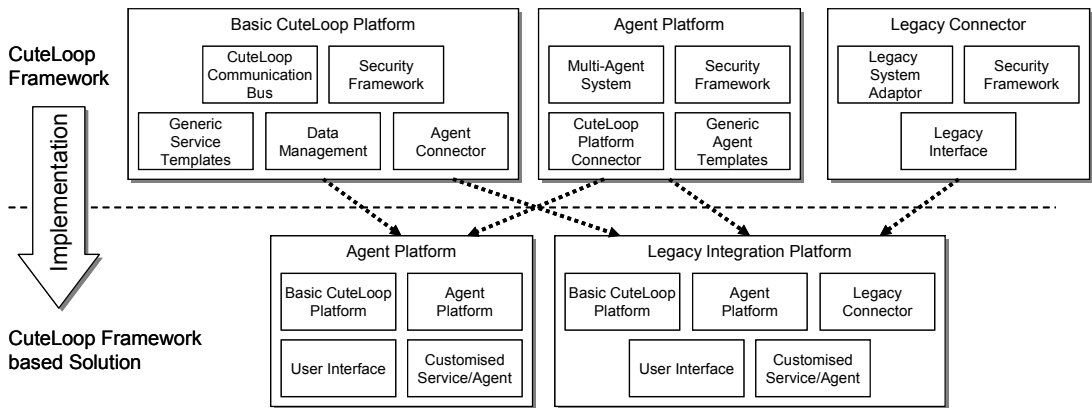 CuteLoop
Framework
Basic CuteLoop Platform
CuteLoop
Communication
Bus
Security
Framework
Generic
Service
Templates
Data
Management
Agent
Connector
Agent Platform
Multi-Agent
System
Security
Framework
CuteLoop
Platform
Connector
Generic
Agent
Templates
Legacy Connector
Legacy
System
Adaptor
Security
Framework
Legacy
Interface
Implementation
CuteLoop Framework
based Solution
Agent Platform
Basic CuteLoop
Platform
Agent
Platform
User Interface
Customised
Service/Agent
Legacy Integration Platform
Basic CuteLoop
Platform
Agent
Platform
Legacy
Connector
User Interface
Customised
Service/Agent